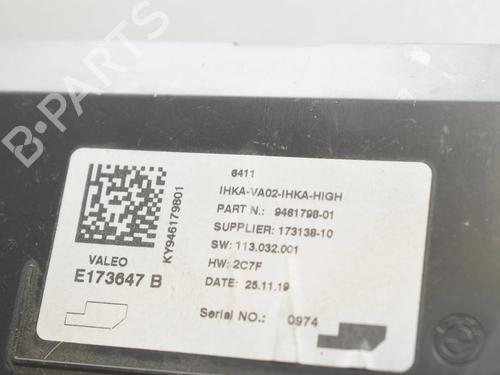 B-PARTS
6411
IHKA-VA02-IHKA-HIGH
PART N.: 9461798-01
SUPPLIER: 173138-10
SW: 113.032.001
HW: 2C7F
DATE: 25.11.19
Serial NO.: 0974
KY946179801
VALEO
E173647 B